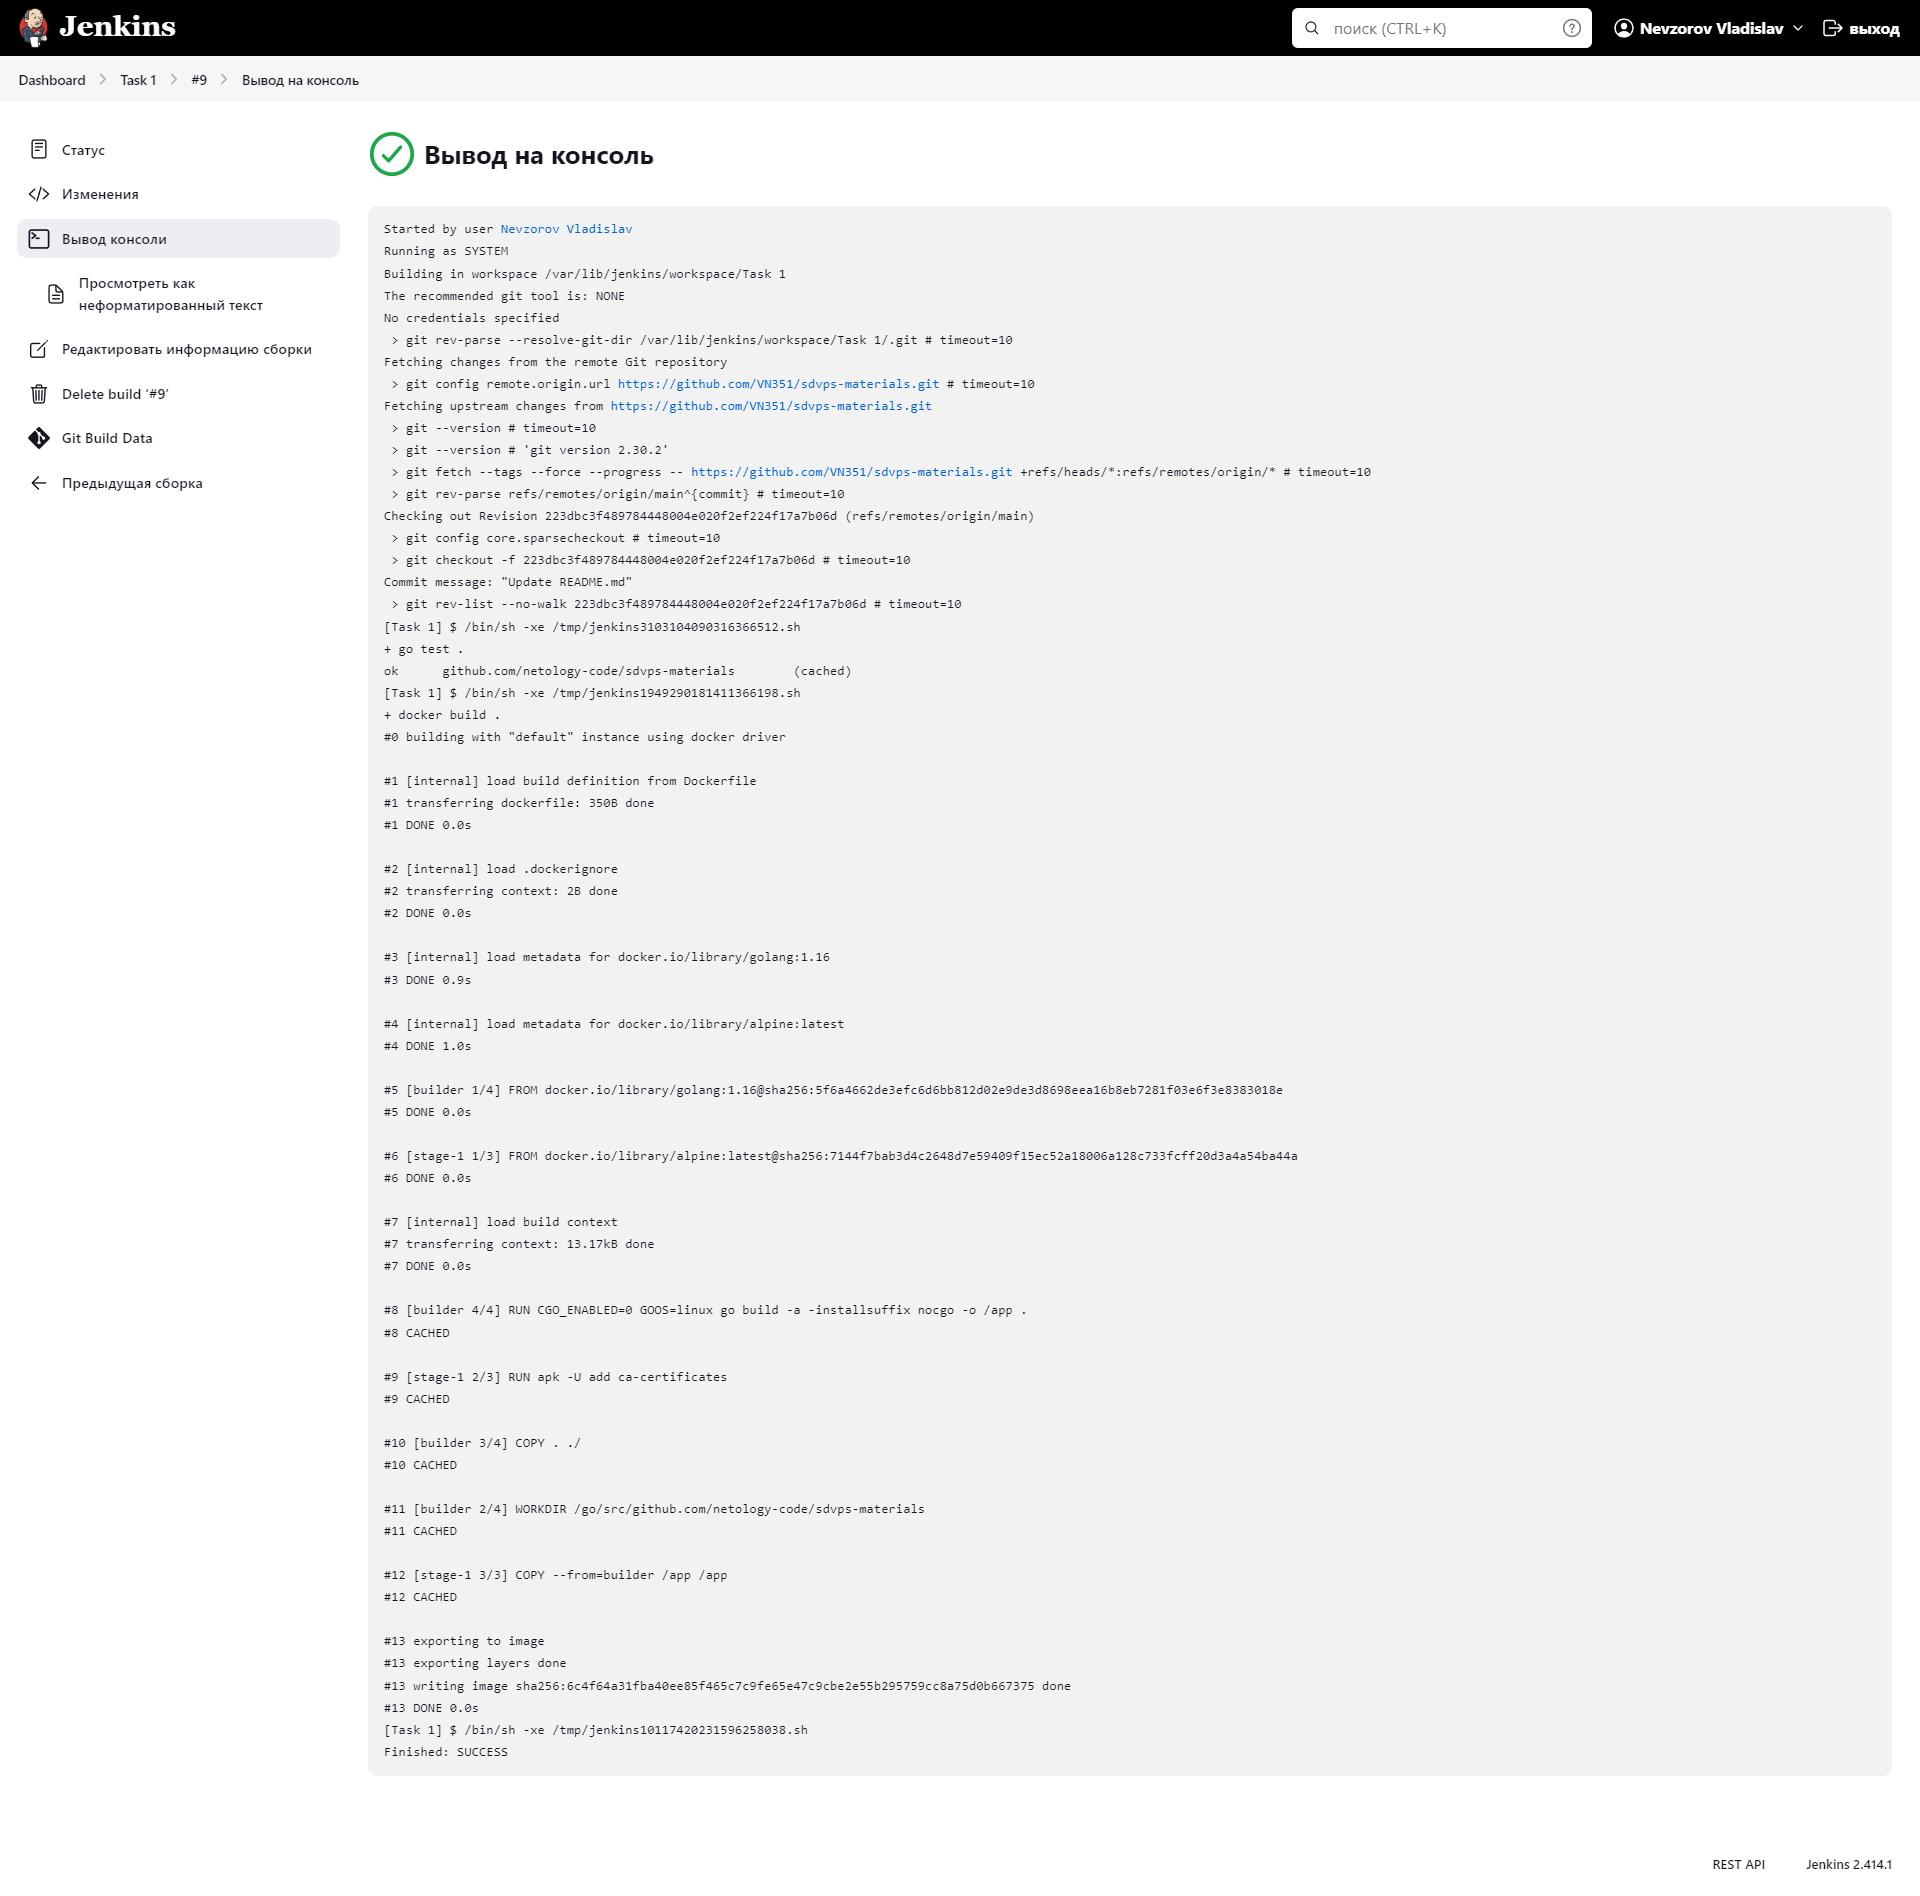 Jenkins
поиск (CTRL+K)
Nevzorov Vladislav
выход
Dashboard
Task 1
#9
Вывод на консоль
Статус
Изменения
Вывод консоли
Просмотреть как
неформатированный текст
Редактировать информацию сборки
Delete build ‘#9’
Git Build Data
Предыдущая сборка
Вывод на консоль
Started by user Nevzorov Vladislav
Running as SYSTEM
Building in workspace /var/lib/jenkins/workspace/Task 1
The recommended git tool is: NONE
No credentials specified
 > git rev-parse --resolve-git-dir /var/lib/jenkins/workspace/Task 1/.git # timeout=10
Fetching changes from the remote Git repository
 > git config remote.origin.url https://github.com/VN351/sdvps-materials.git # timeout=10
Fetching upstream changes from https://github.com/VN351/sdvps-materials.git
 > git --version # timeout=10
 > git --version # 'git version 2.30.2'
 > git fetch --tags --force --progress -- https://github.com/VN351/sdvps-materials.git +refs/heads/*:refs/remotes/origin/* # timeout=10
 > git rev-parse refs/remotes/origin/main^{commit} # timeout=10
Checking out Revision 223dbc3f489784448004e020f2ef224f17a7b06d (refs/remotes/origin/main)
 > git config core.sparsecheckout # timeout=10
 > git checkout -f 223dbc3f489784448004e020f2ef224f17a7b06d # timeout=10
Commit message: "Update README.md"
 > git rev-list --no-walk 223dbc3f489784448004e020f2ef224f17a7b06d # timeout=10
[Task 1] $ /bin/sh -xe /tmp/jenkins3103104090316366512.sh
+ go test .
ok      github.com/netology-code/sdvps-materials        (cached)
[Task 1] $ /bin/sh -xe /tmp/jenkins1949290181411366198.sh
+ docker build .
#0 building with "default" instance using docker driver
#1 [internal] load build definition from Dockerfile
#1 transferring dockerfile: 350B done
#1 DONE 0.0s
#2 [internal] load .dockerignore
#2 transferring context: 2B done
#2 DONE 0.0s
#3 [internal] load metadata for docker.io/library/golang:1.16
#3 DONE 0.9s
#4 [internal] load metadata for docker.io/library/alpine:latest
#4 DONE 1.0s
#5 [builder 1/4] FROM docker.io/library/golang:1.16@sha256:5f6a4662de3efc6d6bb812d02e9de3d8698eea16b8eb7281f03e6f3e8383018e
#5 DONE 0.0s
#6 [stage-1 1/3] FROM docker.io/library/alpine:latest@sha256:7144f7bab3d4c2648d7e59409f15ec52a18006a128c733fcff20d3a4a54ba44a
#6 DONE 0.0s
#7 [internal] load build context
#7 transferring context: 13.17kB done
#7 DONE 0.0s
#8 [builder 4/4] RUN CGO_ENABLED=0 GOOS=linux go build -a -installsuffix nocgo -o /app .
#8 CACHED
#9 [stage-1 2/3] RUN apk -U add ca-certificates
#9 CACHED
#10 [builder 3/4] COPY . ./
#10 CACHED
#11 [builder 2/4] WORKDIR /go/src/github.com/netology-code/sdvps-materials
#11 CACHED
#12 [stage-1 3/3] COPY --from=builder /app /app
#12 CACHED
#13 exporting to image
#13 exporting layers done
#13 writing image sha256:6c4f64a31fba40ee85f465c7c9fe65e47c9cbe2e55b295759cc8a75d0b667375 done
#13 DONE 0.0s
[Task 1] $ /bin/sh -xe /tmp/jenkins10117420231596258038.sh
Finished: SUCCESS
REST API
Jenkins 2.414.1